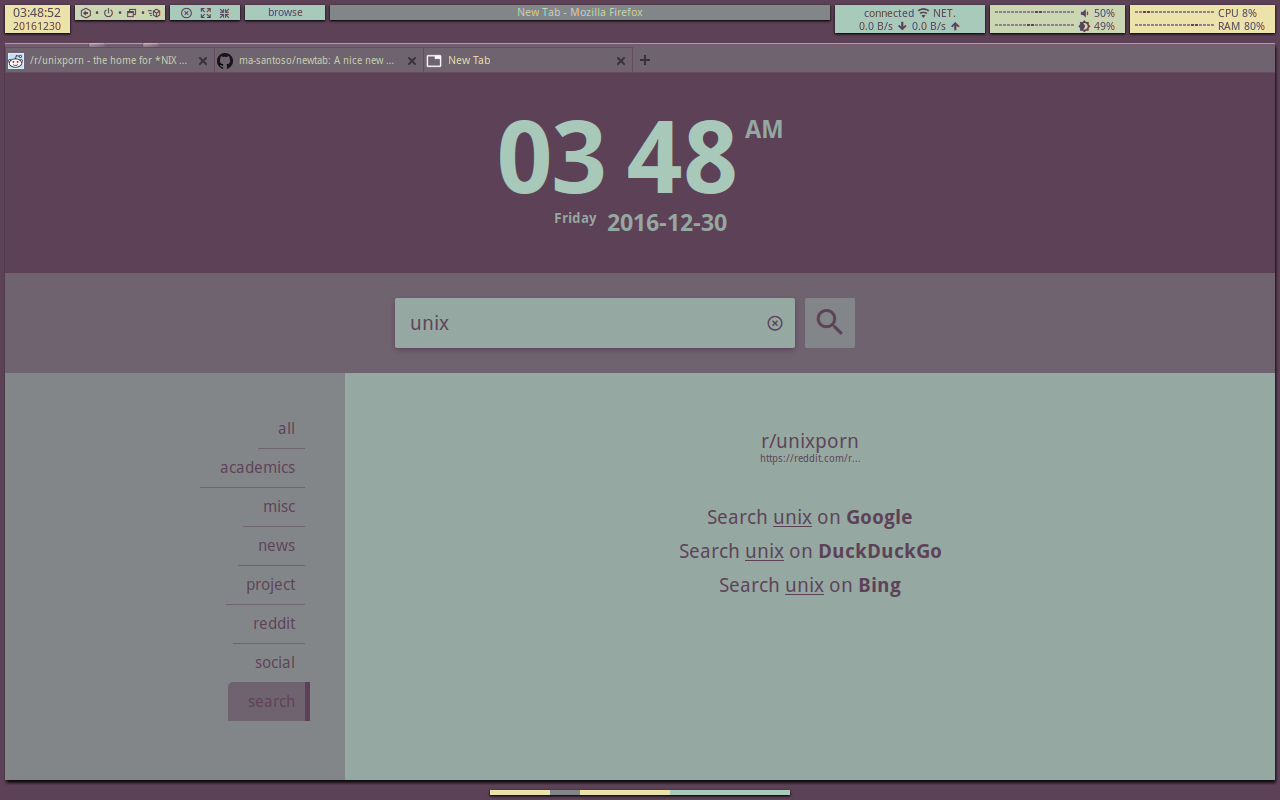 03:48:52
20161230
browse
New Tab - Mozilla Firefox
connected NET.
0.0 B/s 0.0 B/s
50%
49%
CPU 8%
RAM 80%
/r/unixporn - the home for *NIX ...
ma-santoso/newtab: A nice new ...
New Tab
03 48 AM
Friday 2016-12-30
unix
all
academics
misc
news
project
reddit
social
search
r/unixporn
https://reddit.com/r...
Search unix on Google
Search unix on DuckDuckGo
Search unix on Bing